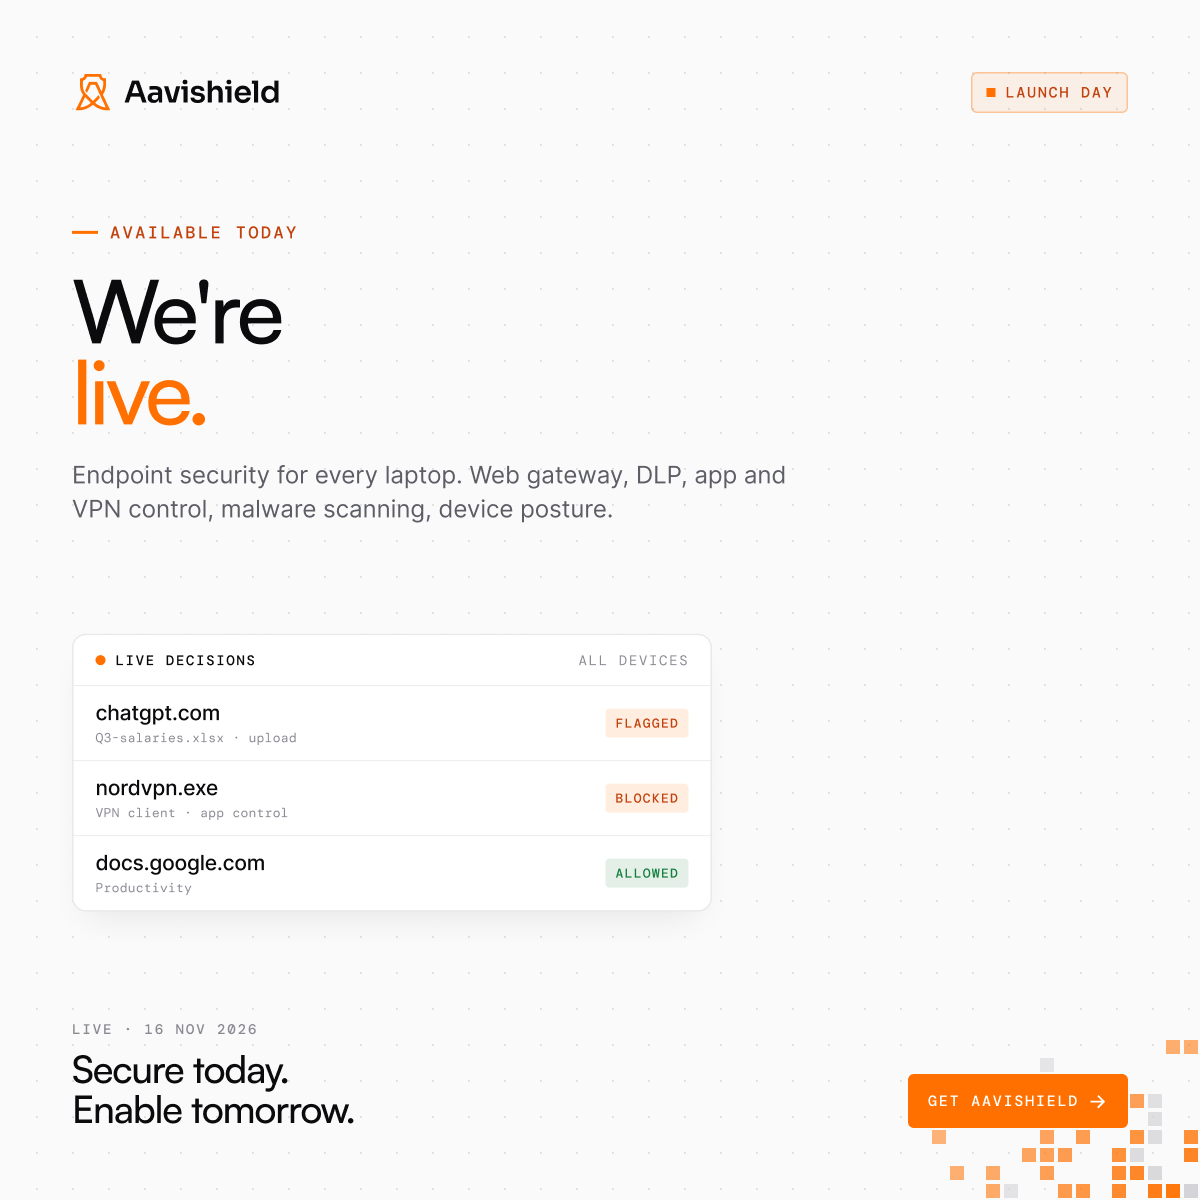 Aavishield
LAUNCH DAY
AVAILABLE TODAY
We're
live.
Endpoint security for every laptop. Web gateway, DLP, app and
VPN control, malware scanning, device posture.
LIVE DECISIONS
ALL DEVICES
chatgpt.com
Q3-salaries.xlsx · upload
FLAGGED
nordvpn.exe
VPN client · app control
BLOCKED
docs.google.com
Productivity
ALLOWED
LIVE · 16 NOV 2026
Secure today.
Enable tomorrow.
GET AAVISHIELD →